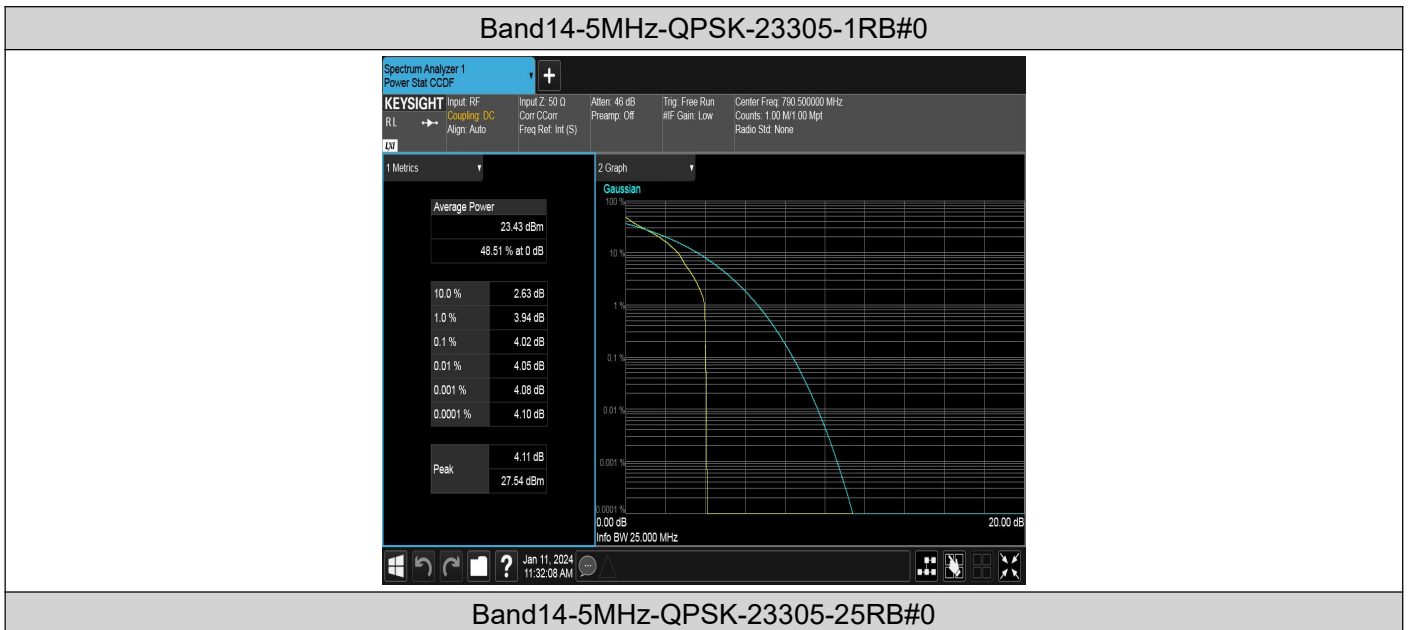 Band14-5MHz-QPSK-23305-1RB#0
Spectrum Analyzer 1
Power Stat CCDF
+
KEYSIGHT
R L
LXI
Input: RF
Coupling: DC
Align: Auto
Input Z: 50 Ω
Corr CCorr
Freq Ref: Int (S)
Atten: 46 dB
Preamp: Off
Trig: Free Run
#IF Gain: Low
Center Freq: 790.500000 MHz
Counts: 1.00 M/1.00 Mpt
Radio Std: None
1 Metrics
Average Power
23.43 dBm
48.51 % at 0 dB
10.0 % 2.63 dB
1.0 % 3.94 dB
0.1 % 4.02 dB
0.01 % 4.05 dB
0.001 % 4.08 dB
0.0001 % 4.10 dB
Peak
4.11 dB
27.54 dBm
2 Graph
Gaussian
100 %
10 %
1 %
0.1 %
0.01 %
0.001 %
0.0001 %
0.00 dB 20.00 dB
Info BW 25.000 MHz
?
Jan 11, 2024
11:32:08 AM
Band14-5MHz-QPSK-23305-25RB#0